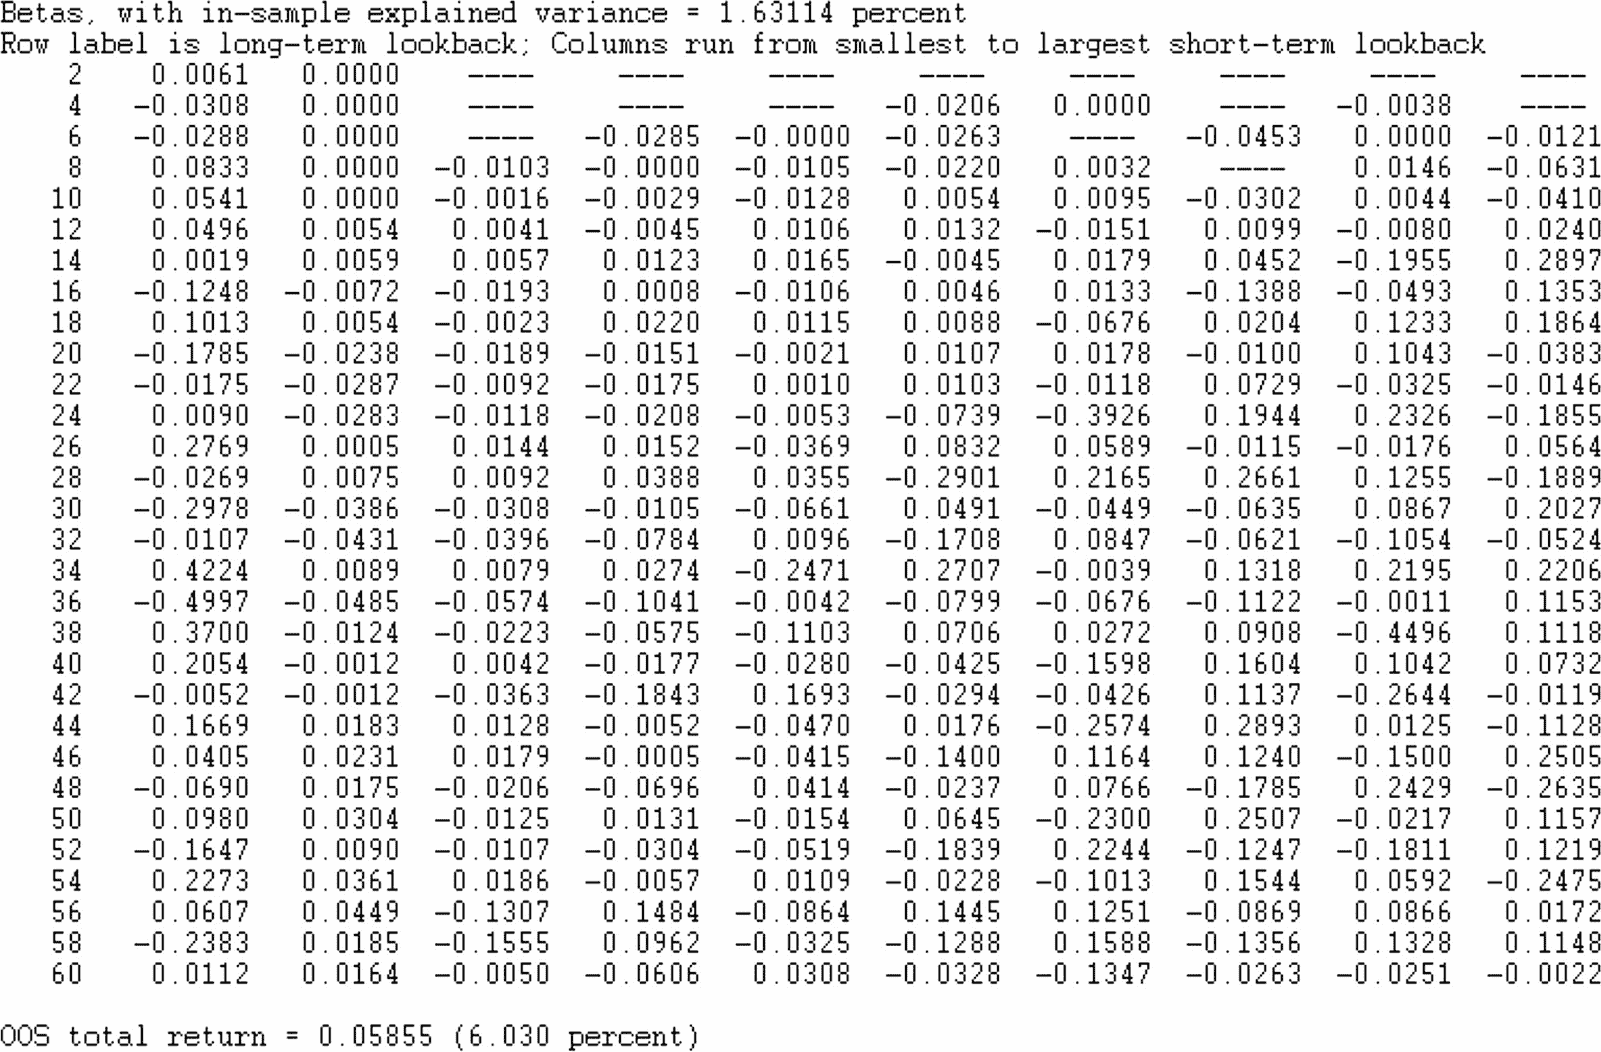 Betas, with in-sample explained variance = 1.63114 percent
Row label is long-term lookback; Columns run from smallest to largest short-term lookback
2 0.0061 0.0000 ---- ---- ---- ---- ---- ---- ---- ----
4 -0.0308 0.0000 ---- ---- ---- -0.0206 0.0000 ---- -0.0038 ----
6 -0.0288 0.0000 ---- -0.0285 -0.0000 -0.0263 ---- -0.0453 0.0000 -0.0121
8 0.0833 0.0000 -0.0103 -0.0000 -0.0105 -0.0220 0.0032 ---- 0.0146 -0.0631
10 0.0541 0.0000 -0.0016 -0.0029 -0.0128 0.0054 0.0095 -0.0302 0.0044 -0.0410
12 0.0496 0.0054 0.0041 -0.0045 0.0106 0.0132 -0.0151 0.0099 -0.0080 0.0240
14 0.0019 0.0059 0.0057 0.0123 0.0165 -0.0045 0.0179 0.0452 -0.1955 0.2897
16 -0.1248 -0.0072 -0.0193 0.0008 -0.0106 0.0046 0.0133 -0.1388 -0.0493 0.1353
18 0.1013 0.0054 -0.0023 0.0220 0.0115 0.0088 -0.0676 0.0204 0.1233 0.1864
20 -0.1785 -0.0238 -0.0189 -0.0151 -0.0021 0.0107 0.0178 -0.0100 0.1043 -0.0383
22 -0.0175 -0.0287 -0.0092 -0.0175 0.0010 0.0103 -0.0118 0.0729 -0.0325 -0.0146
24 0.0090 -0.0283 -0.0118 -0.0208 -0.0053 -0.0739 -0.3926 0.1944 0.2326 -0.1855
26 0.2769 0.0005 0.0144 0.0152 -0.0369 0.0832 0.0589 -0.0115 -0.0176 0.0564
28 -0.0269 0.0075 0.0092 0.0388 0.0355 -0.2901 0.2165 0.2661 0.1255 -0.1889
30 -0.2978 -0.0386 -0.0308 -0.0105 -0.0661 0.0491 -0.0449 -0.0635 0.0867 0.2027
32 -0.0107 -0.0431 -0.0396 -0.0784 0.0096 -0.1708 0.0847 -0.0621 -0.1054 -0.0524
34 0.4224 0.0089 0.0079 0.0274 -0.2471 0.2707 -0.0039 0.1318 0.2195 0.2206
36 -0.4997 -0.0485 -0.0574 -0.1041 -0.0042 -0.0799 -0.0676 -0.1122 -0.0011 0.1153
38 0.3700 -0.0124 -0.0223 -0.0575 -0.1103 0.0706 0.0272 0.0908 -0.4496 0.1118
40 0.2054 -0.0012 0.0042 -0.0177 -0.0280 -0.0425 -0.1598 0.1604 0.1042 0.0732
42 -0.0052 -0.0012 -0.0363 -0.1843 0.1693 -0.0294 -0.0426 0.1137 -0.2644 -0.0119
44 0.1669 0.0183 0.0128 -0.0052 -0.0470 0.0176 -0.2574 0.2893 0.0125 -0.1128
46 0.0405 0.0231 0.0179 -0.0005 -0.0415 -0.1400 0.1164 0.1240 -0.1500 0.2505
48 -0.0690 0.0175 -0.0206 -0.0696 0.0414 -0.0237 0.0766 -0.1785 0.2429 -0.2635
50 0.0980 0.0304 -0.0125 0.0131 -0.0154 0.0645 -0.2300 0.2507 -0.0217 0.1157
52 -0.1647 0.0090 -0.0107 -0.0304 -0.0519 -0.1839 0.2244 -0.1247 -0.1811 0.1219
54 0.2273 0.0361 0.0186 -0.0057 0.0109 -0.0228 -0.1013 0.1544 0.0592 -0.2475
56 0.0607 0.0449 -0.1307 0.1484 -0.0864 0.1445 0.1251 -0.0869 0.0866 0.0172
58 -0.2383 0.0185 -0.1555 0.0962 -0.0325 -0.1288 0.1588 -0.1356 0.1328 0.1148
60 0.0112 0.0164 -0.0050 -0.0606 0.0308 -0.0328 -0.1347 -0.0263 -0.0251 -0.0022
OOS total return = 0.05855 (6.030 percent)